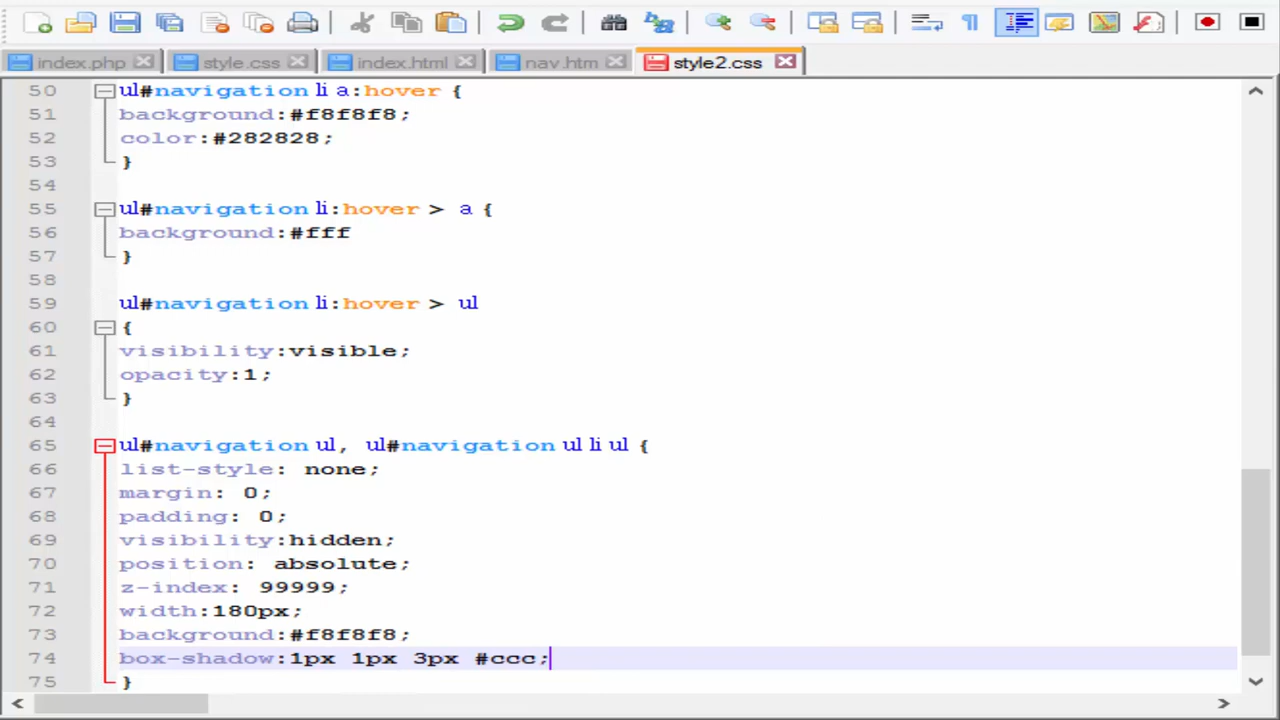 index.php style.css index.html nav.htm style2.css
50 ul#navigation li a:hover {
51 background:#f8f8f8;
52 color:#282828;
53 }
54
55 ul#navigation li:hover > a {
56 background:#fff
57 }
58
59 ul#navigation li:hover > ul
60 {
61 visibility:visible;
62 opacity:1;
63 }
64
65 ul#navigation ul, ul#navigation ul li ul {
66 list-style: none;
67 margin: 0;
68 padding: 0;
69 visibility:hidden;
70 position: absolute;
71 z-index: 99999;
72 width:180px;
73 background:#f8f8f8;
74 box-shadow:1px 1px 3px #ccc;
75 }